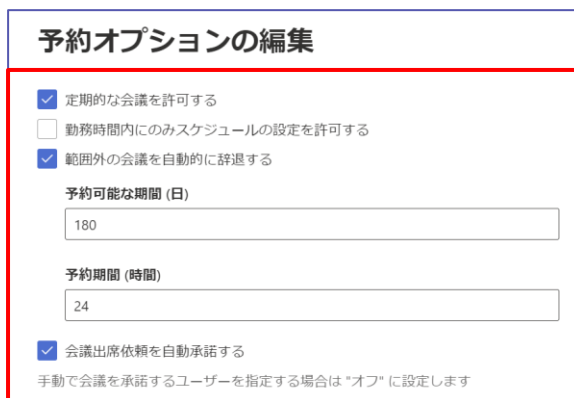 予約オプションの編集
定期的な会議を許可する
勤務時間内にのみスケジュールの設定を許可する
範囲外の会議を自動的に辞退する
予約可能な期間 (日)
180
予約期間 (時間)
24
会議出席依頼を自動承諾する
手動で会議を承諾するユーザーを指定する場合は "オフ" に設定します